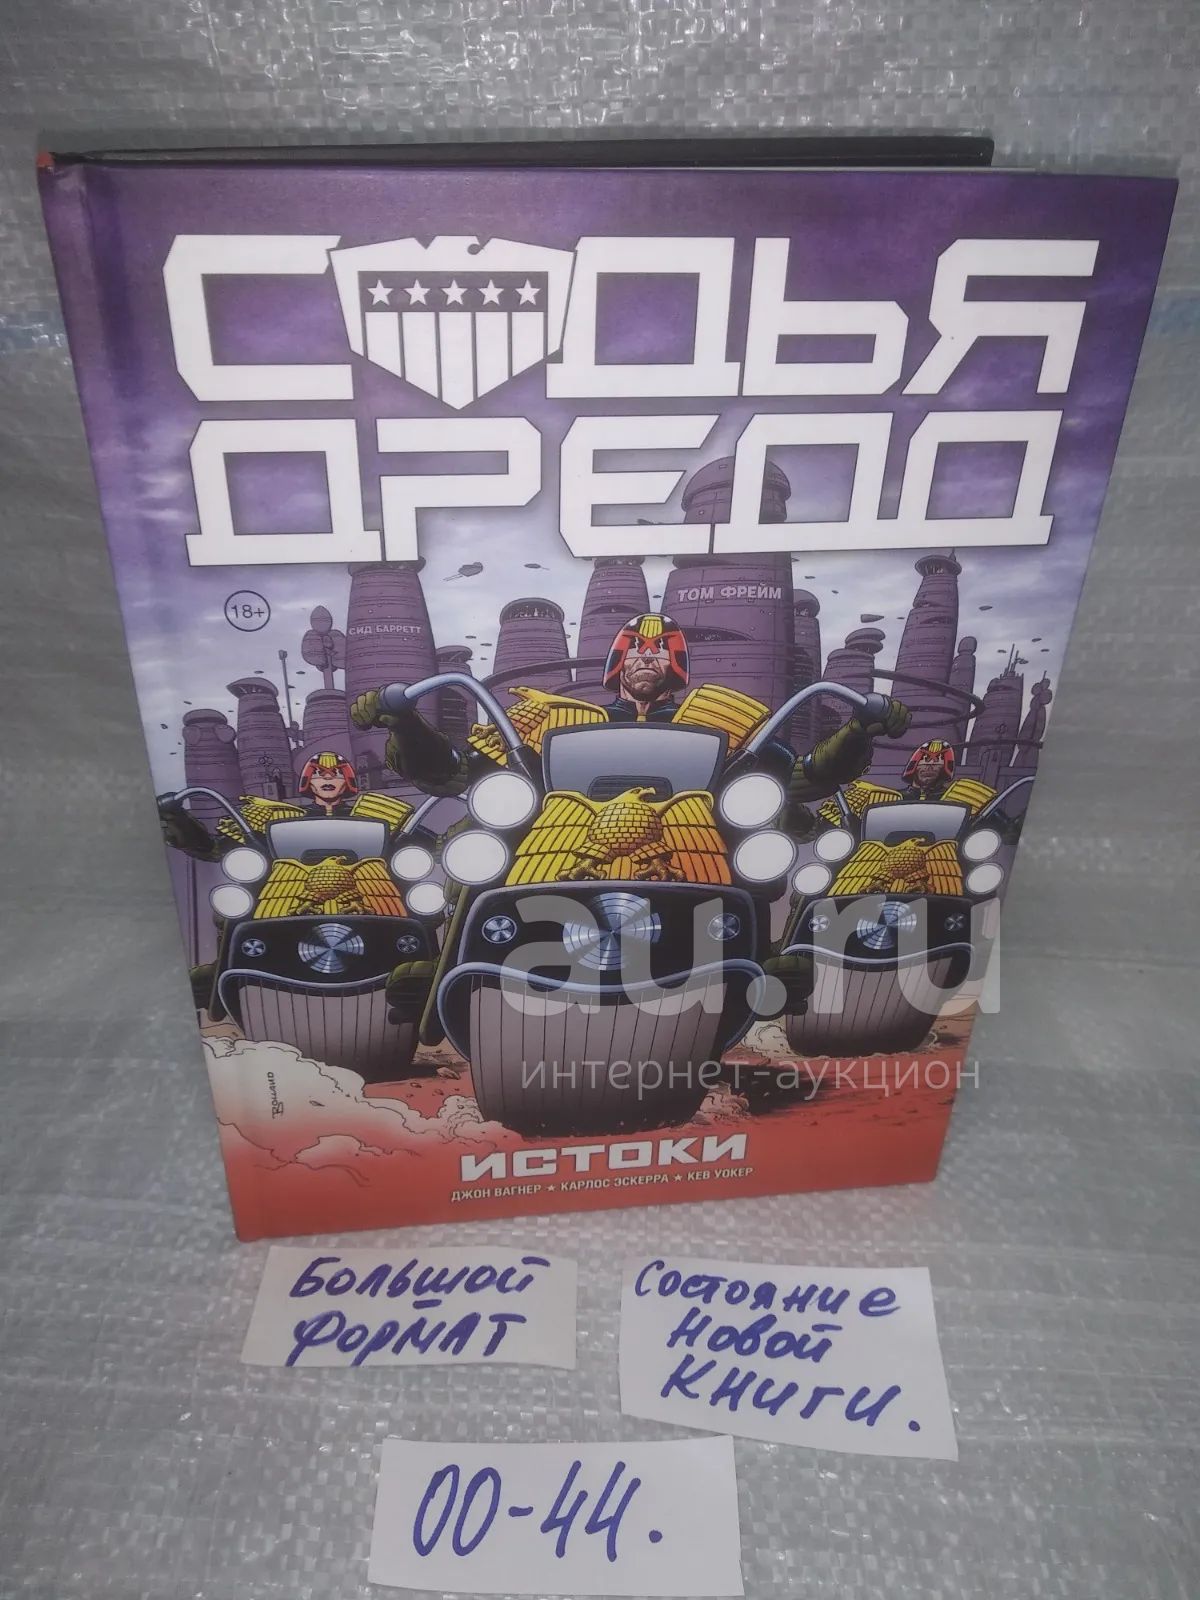 СУДЬЯ
ДРЕДД
18+
СИД БАРРЕТТ
ТОМ ФРЕЙМ
BOLLAND
ИСТОКИ
ДЖОН ВАГНЕР ★ КАРЛОС ЭСКЕРРА ★ КЕВ УОКЕР
au.ru
интернет-аукцион
Большой
формат
Состояние
Новой
Книги.
00-44.